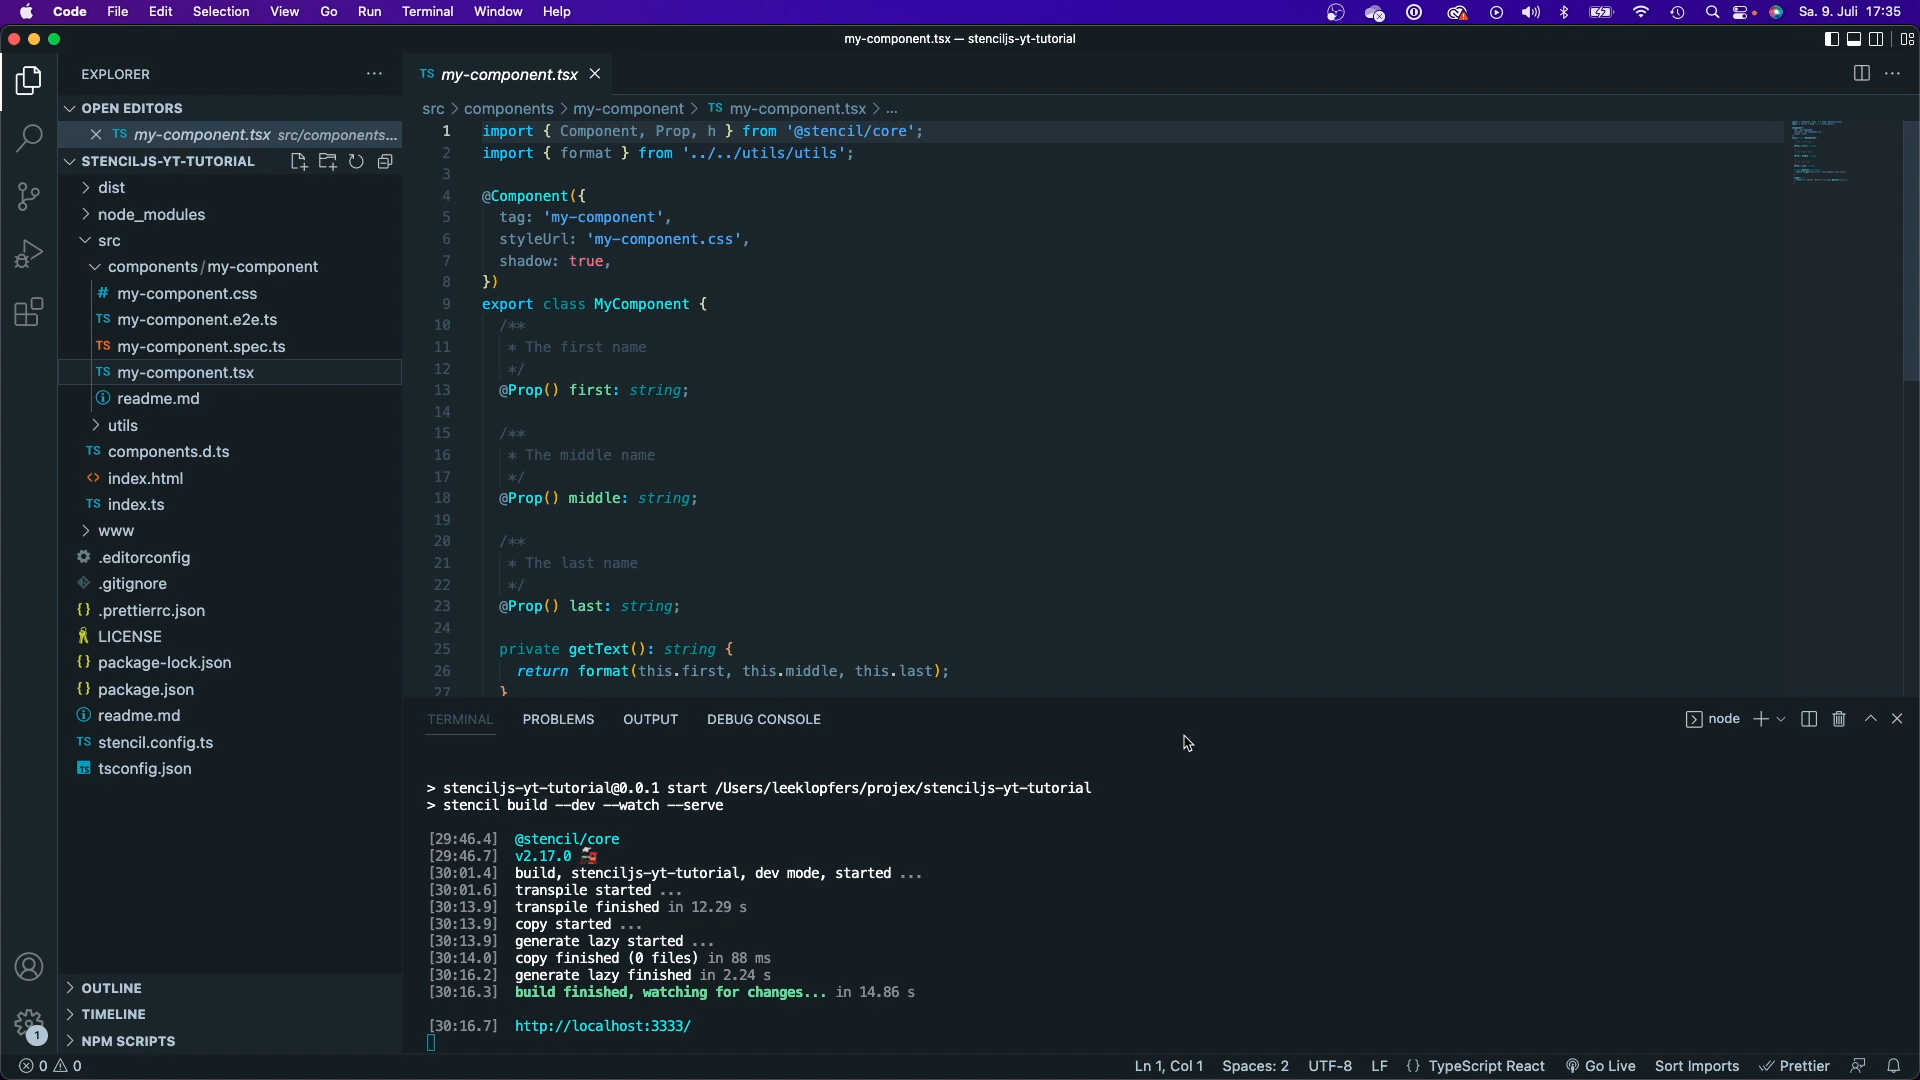 Code File Edit Selection View Go Run Terminal Window Help Sa. 9. Juli 17:35
my-component.tsx — stenciljs-yt-tutorial
EXPLORER
OPEN EDITORS
TS my-component.tsx src/components...
STENCILJS-YT-TUTORIAL
dist
node_modules
src
components/my-component
# my-component.css
TS my-component.e2e.ts
TS my-component.spec.ts
TS my-component.tsx
readme.md
utils
TS components.d.ts
<> index.html
TS index.ts
www
.editorconfig
.gitignore
{} .prettierrc.json
LICENSE
{} package-lock.json
{} package.json
readme.md
TS stencil.config.ts
TS tsconfig.json
OUTLINE
TIMELINE
NPM SCRIPTS
1
TS my-component.tsx
src > components > my-component > TS my-component.tsx > ...
1 import { Component, Prop, h } from '@stencil/core';
2 import { format } from '../../utils/utils';
3
4 @Component({
5 tag: 'my-component',
6 styleUrl: 'my-component.css',
7 shadow: true,
8 })
9 export class MyComponent {
10 /**
11 * The first name
12 */
13 @Prop() first: string;
14
15 /**
16 * The middle name
17 */
18 @Prop() middle: string;
19
20 /**
21 * The last name
22 */
23 @Prop() last: string;
24
25 private getText(): string {
26 return format(this.first, this.middle, this.last);
27 }
TERMINAL PROBLEMS OUTPUT DEBUG CONSOLE node
> stenciljs-yt-tutorial@0.0.1 start /Users/leeklopfers/projex/stenciljs-yt-tutorial
> stencil build --dev --watch --serve
[29:46.4] @stencil/core
[29:46.7] v2.17.0 🚂
[30:01.4] build, stenciljs-yt-tutorial, dev mode, started ...
[30:01.6] transpile started ...
[30:13.9] transpile finished in 12.29 s
[30:13.9] copy started ...
[30:13.9] generate lazy started ...
[30:14.0] copy finished (0 files) in 88 ms
[30:16.2] generate lazy finished in 2.24 s
[30:16.3] build finished, watching for changes... in 14.86 s
[30:16.7] http://localhost:3333/
0 0 Ln 1, Col 1 Spaces: 2 UTF-8 LF {} TypeScript React Go Live Sort Imports Prettier